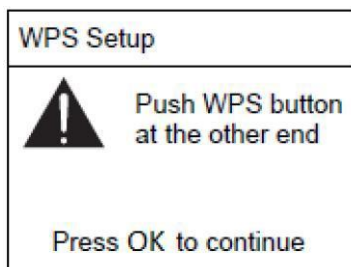 WPS Setup
Push WPS button
at the other end
Press OK to continue